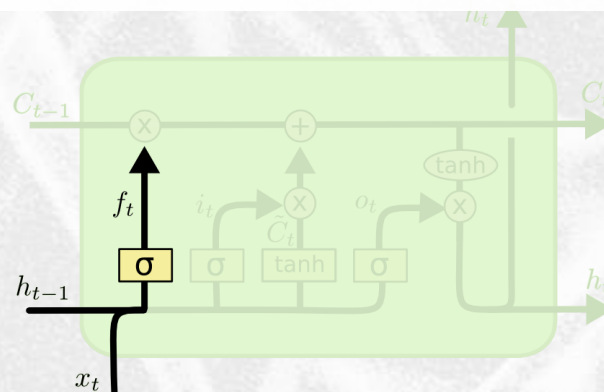 h_t
C_{t-1} C
x +
tanh
f_t i_t x o_t x
C̃_t
σ σ tanh σ
h_{t-1} h
x_t